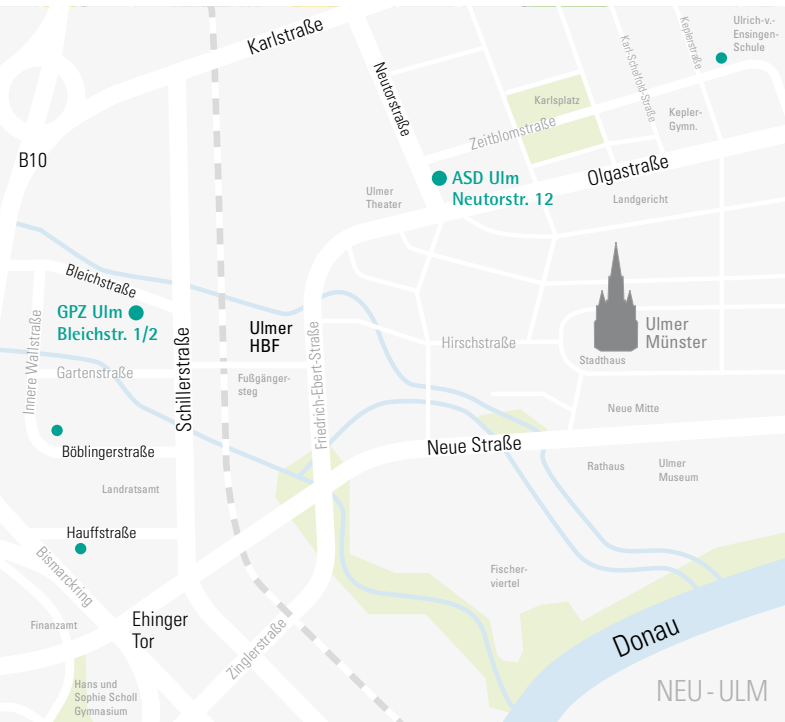 Karlstraße
Neutorstraße
Karl-Schefold-Straße
Keplerstraße
Ulrich-v.-
Ensingen-
Schule
Karlsplatz
Zeitblomstraße
Kepler-
Gymn.
B10
ASD Ulm
Neutorstr. 12
Olgastraße
Ulmer
Theater
Landgericht
Bleichstraße
GPZ Ulm
Bleichstr. 1/2
Ulmer
HBF
Hirschstraße
Ulmer
Münster
Stadthaus
Innere Wallstraße
Gartenstraße
Schillerstraße
Fußgänger-
steg
Friedrich-Ebert-Straße
Neue Mitte
Böblingerstraße
Neue Straße
Rathaus
Ulmer
Museum
Landratsamt
Hauffstraße
Bismarckring
Fischer-
viertel
Finanzamt
Ehinger
Tor
Zinglerstraße
Donau
Hans und
Sophie Scholl
Gymnasium
NEU-ULM